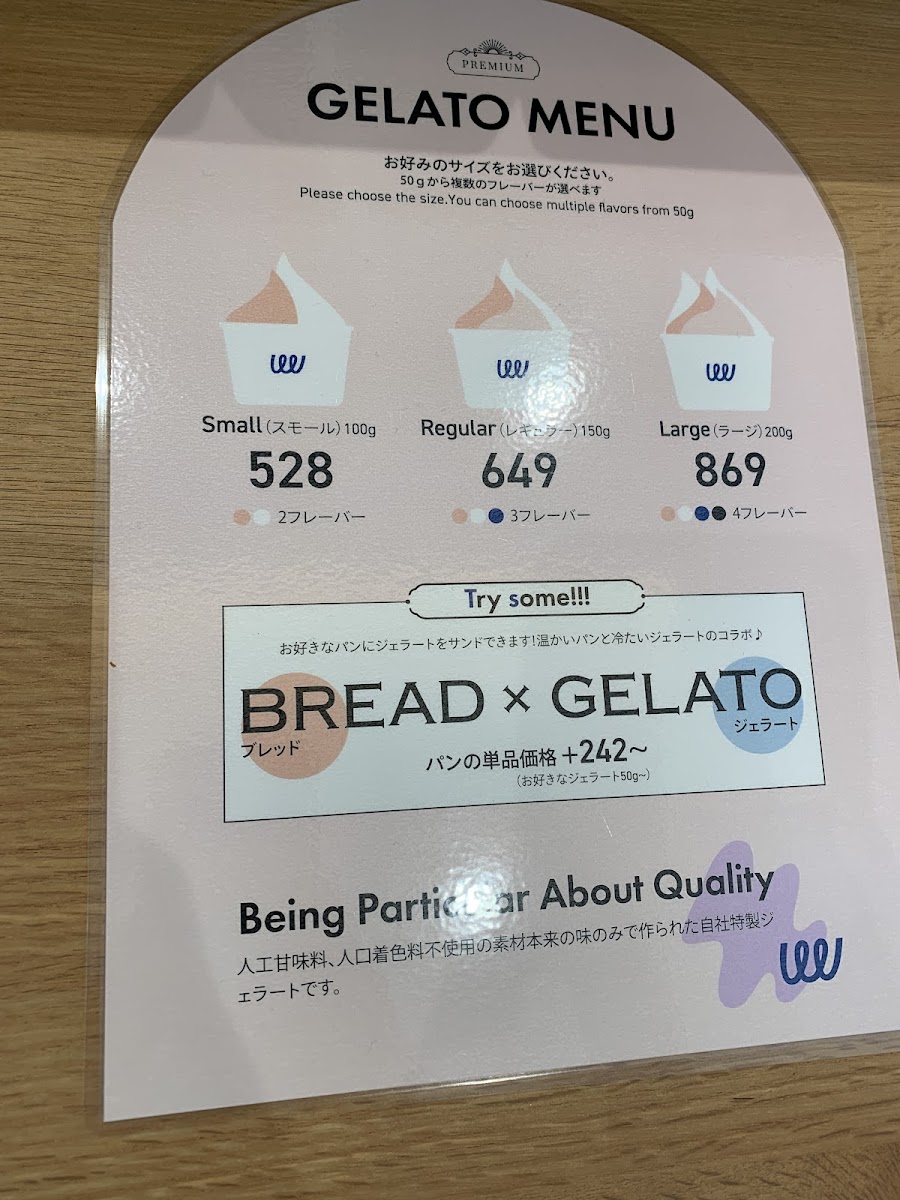 PREMIUM
GELATO MENU
お好みのサイズをお選びください。
50gから複数のフレーバーが選べます
Please choose the size.You can choose multiple flavors from 50g
Small(スモール)100g
528
2フレーバー
Regular(レギュラー)150g
649
3フレーバー
Large(ラージ)200g
869
4フレーバー
Try some!!!
お好きなパンにジェラートをサンドできます!温かいパンと冷たいジェラートのコラボ♪
BREAD × GELATO
ブレッド
ジェラート
パンの単品価格+242~
(お好きなジェラート50g~)
Being Particular About Quality
人工甘味料、人口着色料不使用の素材本来の味のみで作られた自社特製ジ
ェラートです。